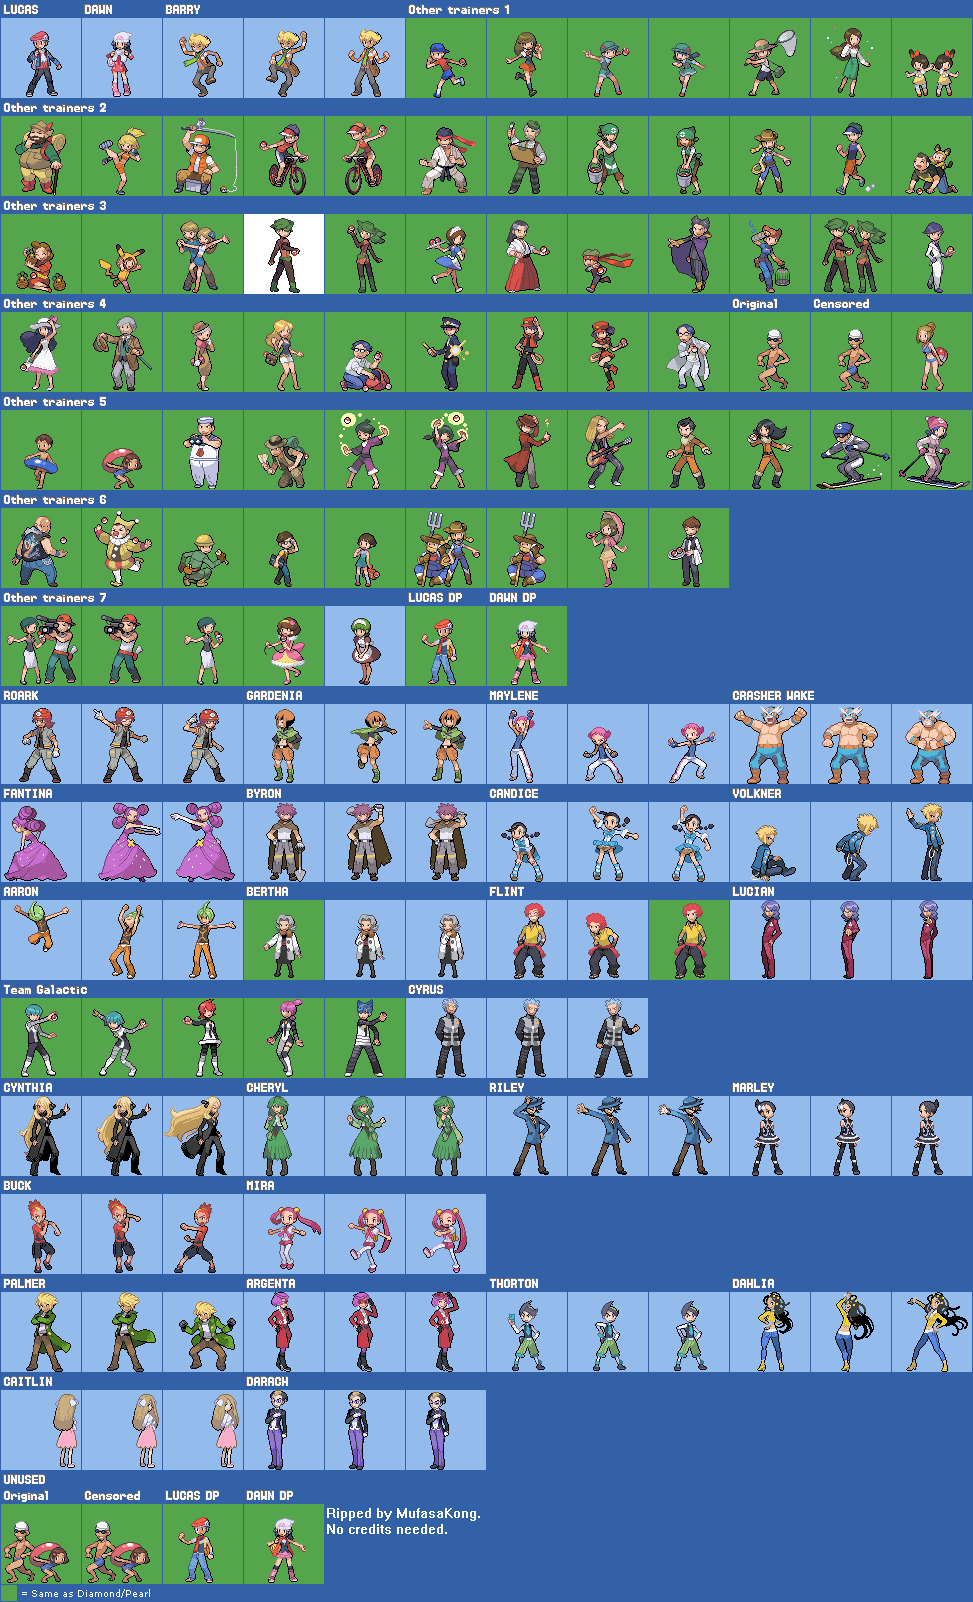 LUCAS DAWN BARRY Other trainers 1
Other trainers 2
Other trainers 3
Other trainers 4 Original Censored
Other trainers 5
Other trainers 6
Other trainers 7 LUCAS DP DAWN DP
ROARK GARDENIA MAYLENE CRASHER WAKE
FANTINA BYRON CANDICE VOLKNER
AARON BERTHA FLINT LUCIAN
Team Galactic CYRUS
CYNTHIA CHERYL RILEY MARLEY
BUCK MIRA
PALMER ARGENTA THORTON DAHLIA
CAITLIN DARACH
UNUSED
Original Censored LUCAS DP DAWN DP
Ripped by MufasaKong.
No credits needed.
= Same as Diamond/Pearl